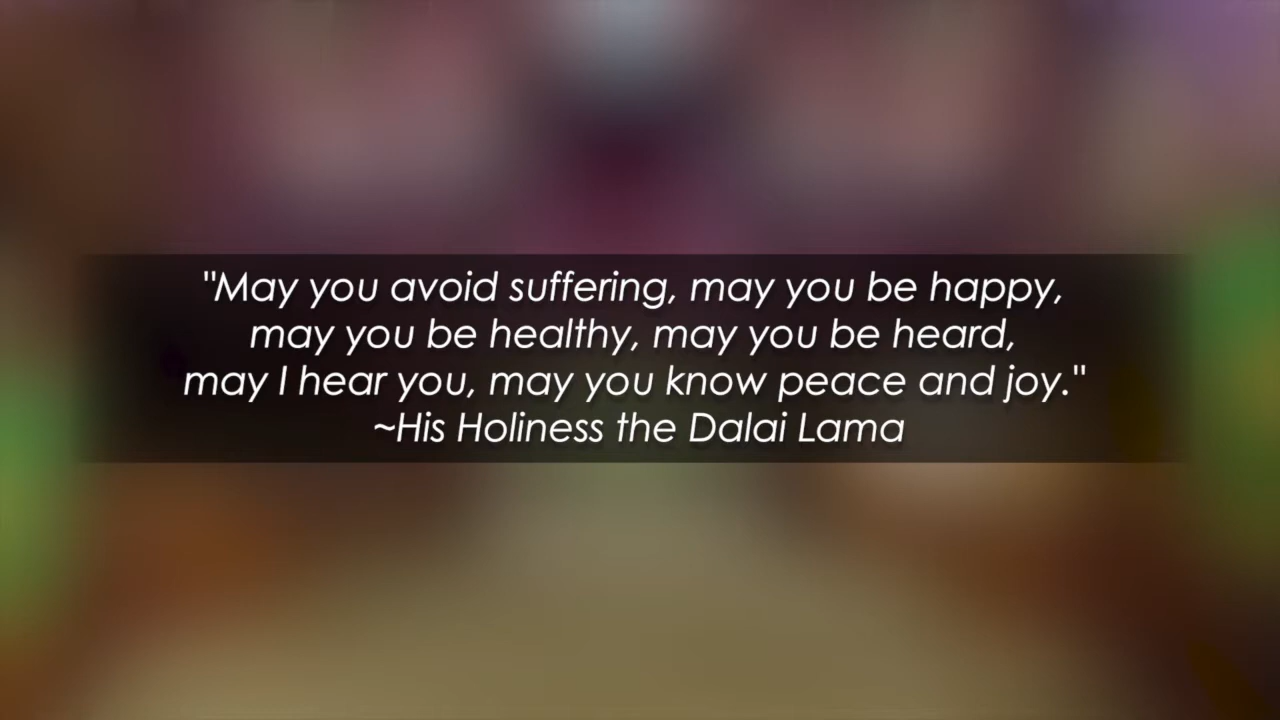 "May you avoid suffering, may you be happy,
may you be healthy, may you be heard,
may I hear you, may you know peace and joy."
~His Holiness the Dalai Lama